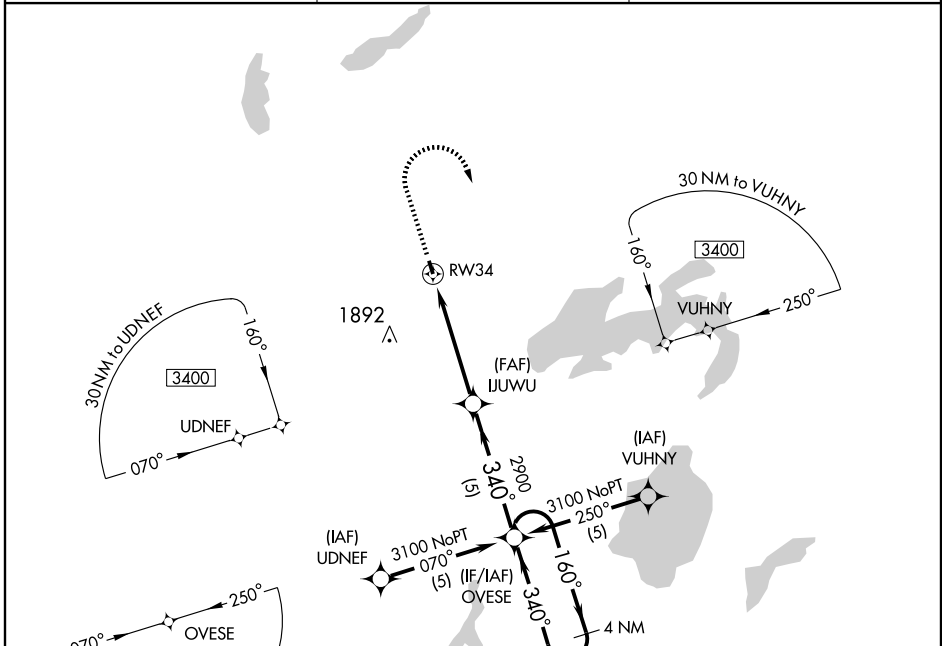 30 NM to VUHNY
160°
3400
VUHNY
250°
RW34
1892
30 NM to UDNEF
160°
3400
UDNEF
070°
(FAF)
IJUWU
(IAF)
VUHNY
2900
340°
(5)
3100 NoPT
250°
(5)
(IAF)
UDNEF
3100 NoPT
070°
(5)
(IF/IAF)
OVESE
160°
340°
4 NM
250°
OVESE
070°